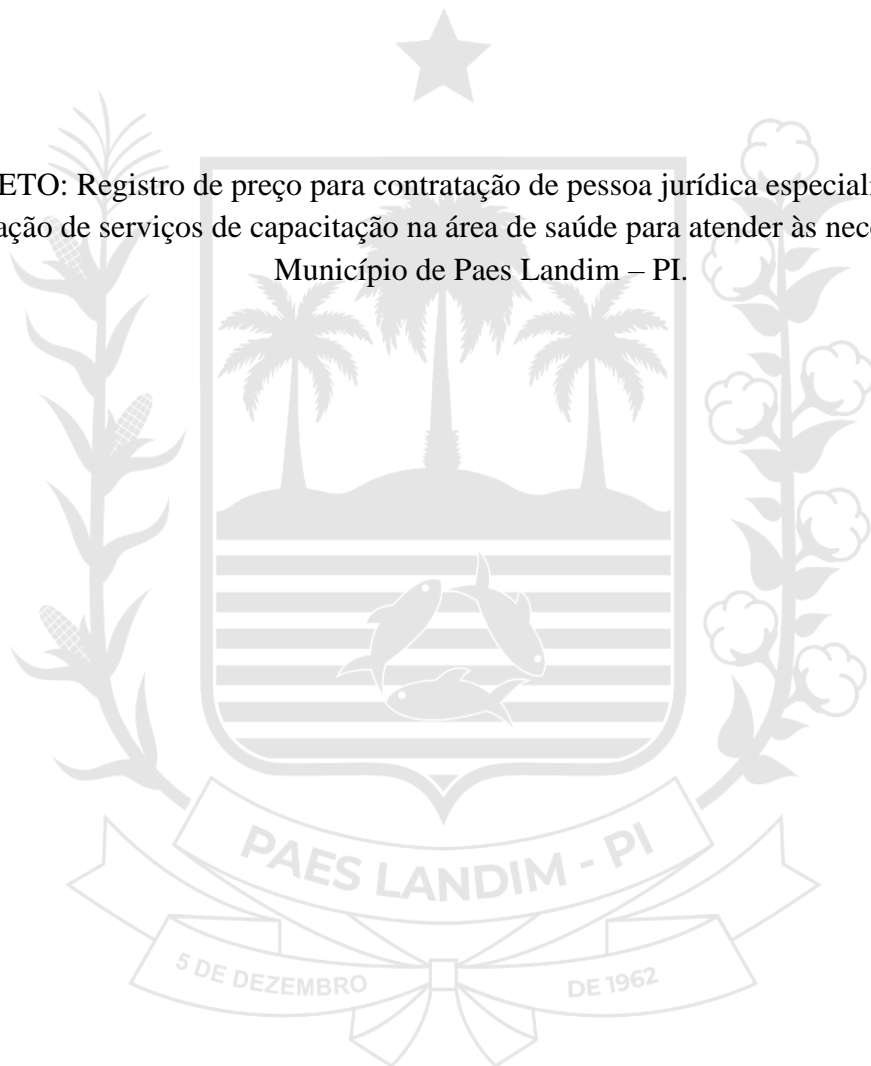 ETO: Registro de preço para contratação de pessoa jurídica especiali
ação de serviços de capacitação na área de saúde para atender às nece
Município de Paes Landim – PI.
PAES LANDIM - PI
5 DE DEZEMBRO DE 1962